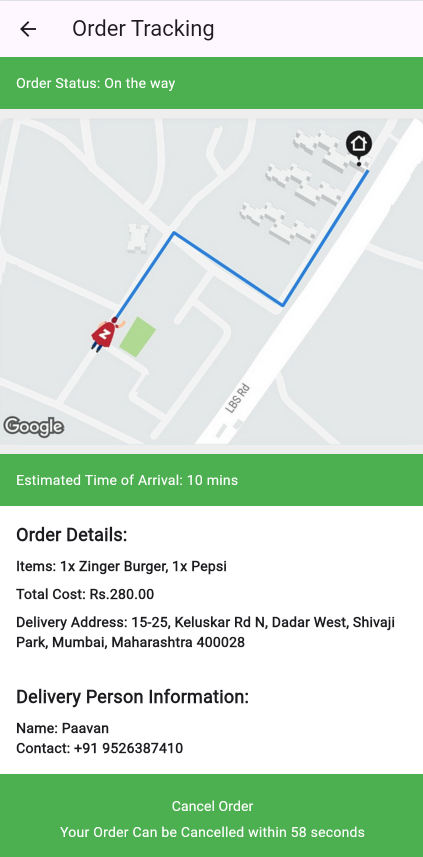 Order Tracking
Order Status: On the way
Z
LBS Rd
Google
Estimated Time of Arrival: 10 mins
Order Details:
Items: 1x Zinger Burger, 1x Pepsi
Total Cost: Rs.280.00
Delivery Address: 15-25, Keluskar Rd N, Dadar West, Shivaji
Park, Mumbai, Maharashtra 400028
Delivery Person Information:
Name: Paavan
Contact: +91 9526387410
Cancel Order
Your Order Can be Cancelled within 58 seconds